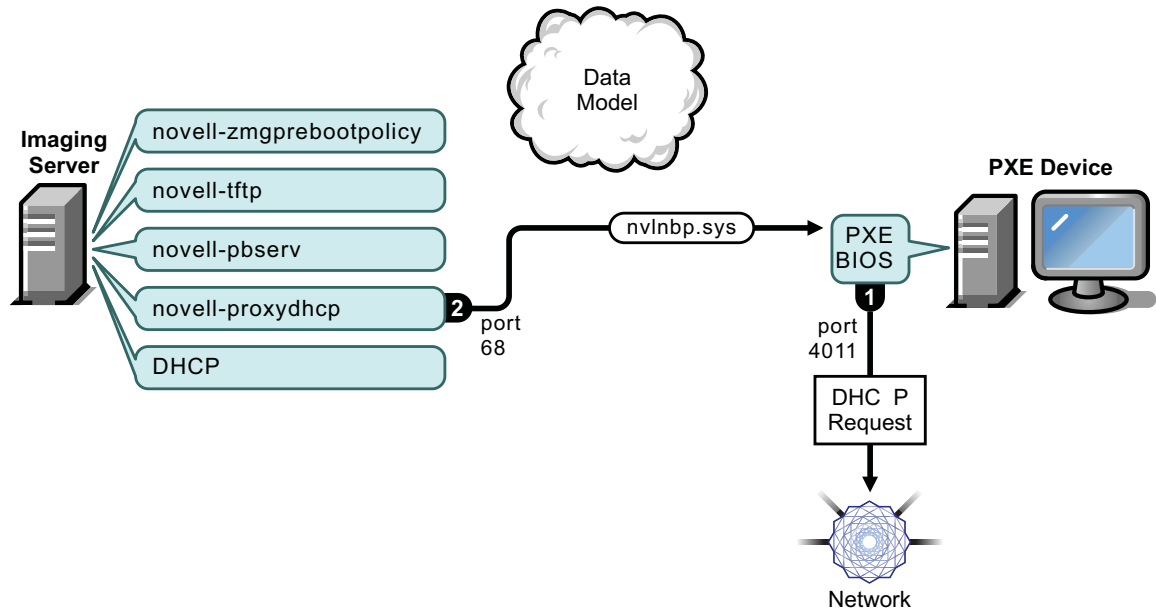 Data
Model
Imaging
Server
novell-zmgprebootpolicy
novell-tftp
novell-pbserv
novell-proxydhcp
DHCP
2
port
68
nvlnbp.sys
PXE
BIOS
1
PXE Device
port
4011
DHC P
Request
Network